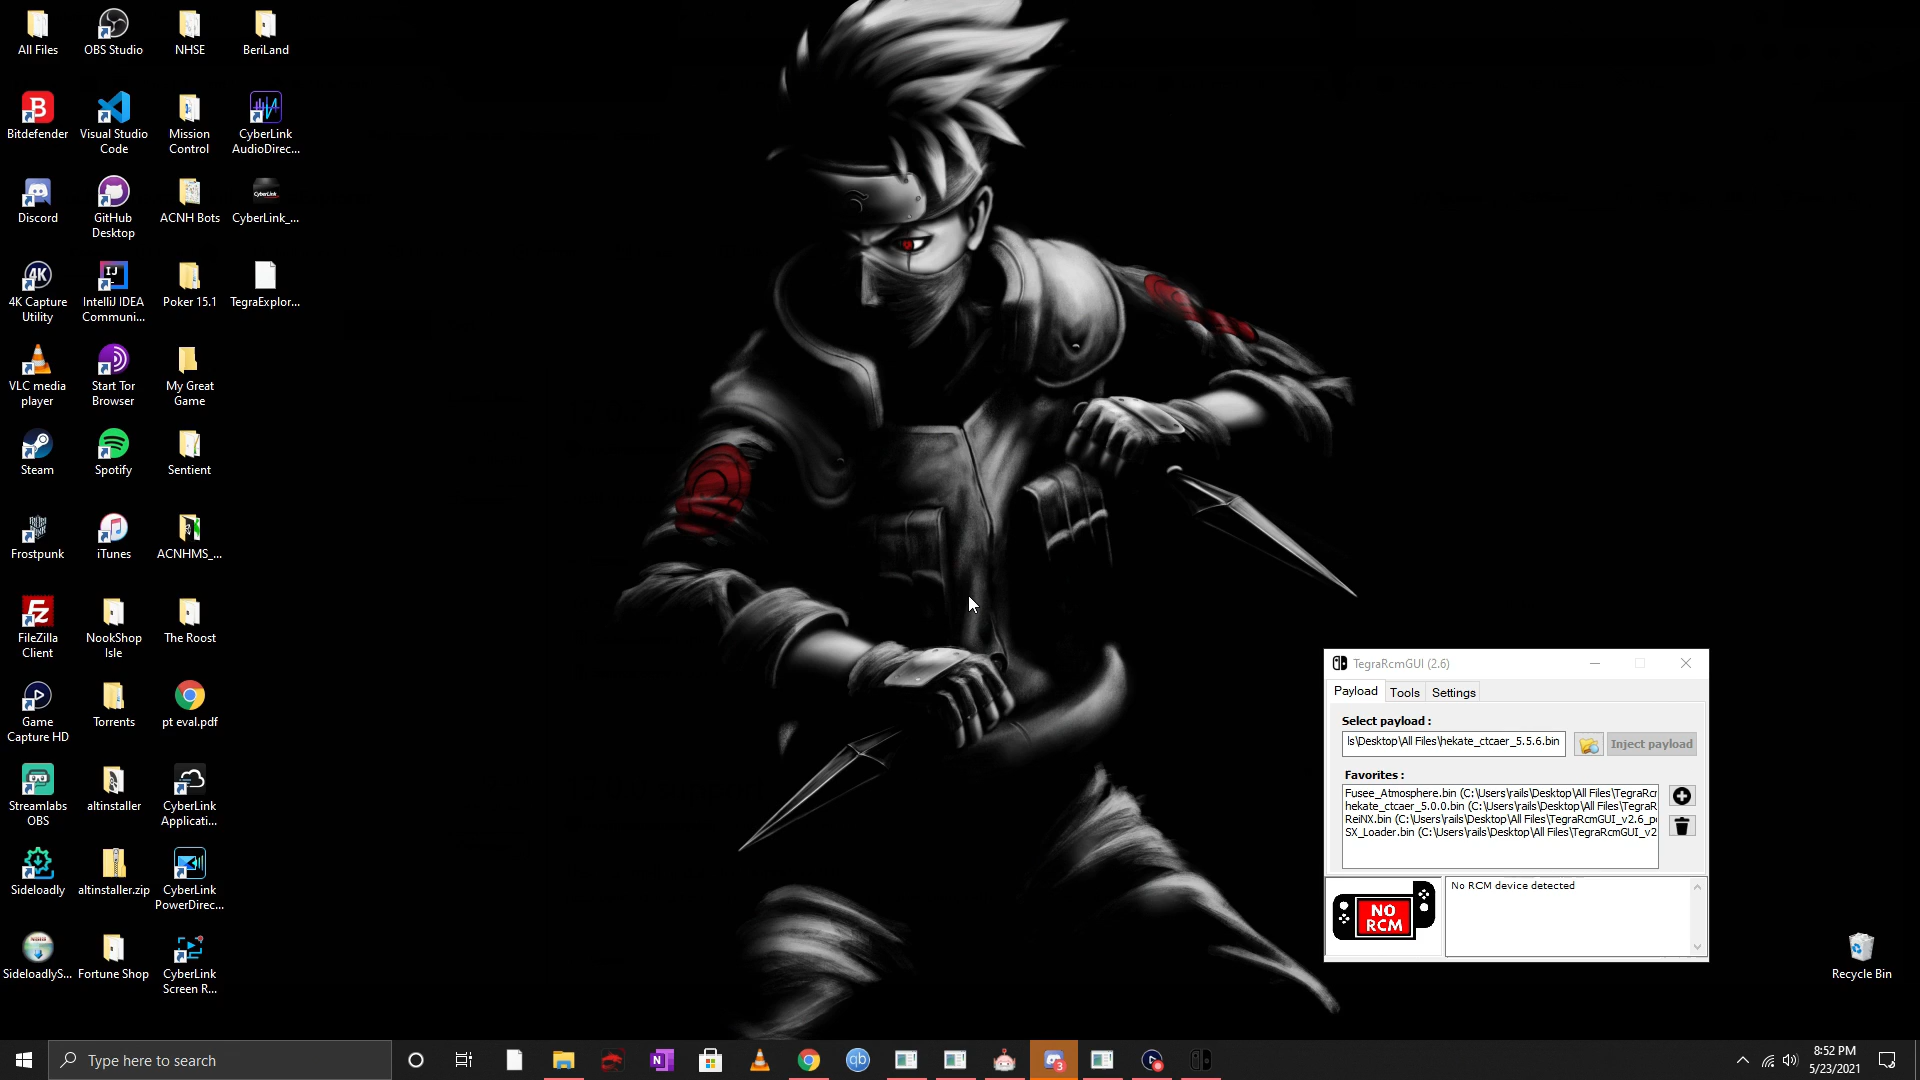 All Files
OBS Studio
NHSE
BeriLand
Bitdefender
Visual Studio
Code
Mission
Control
CyberLink
AudioDirec...
Discord
GitHub
Desktop
ACNH Bots
CyberLink_...
4K Capture
Utility
IntelliJ IDEA
Communi...
Poker 15.1
TegraExplor...
VLC media
player
Start Tor
Browser
My Great
Game
Steam
Spotify
Sentient
Frostpunk
iTunes
ACNHMS_...
FileZilla
Client
NookShop
Isle
The Roost
Game
Capture HD
Torrents
pt eval.pdf
Streamlabs
OBS
altinstaller
CyberLink
Applicati...
Sideloadly
altinstaller.zip
CyberLink
PowerDirec...
SideloadlyS...
Fortune Shop
CyberLink
Screen R...
TegraRcmGUI (2.6)
Payload Tools Settings
Select payload :
ls\Desktop\All Files\hekate_ctcaer_5.5.6.bin
Inject payload
Favorites :
Fusee_Atmosphere.bin (C:\Users\rails\Desktop\All Files\TegraRcm
hekate_ctcaer_5.0.0.bin (C:\Users\rails\Desktop\All Files\TegraR
ReiNX.bin (C:\Users\rails\Desktop\All Files\TegraRcmGUI_v2.6_po
SX_Loader.bin (C:\Users\rails\Desktop\All Files\TegraRcmGUI_v2
NO
RCM
No RCM device detected
Recycle Bin
Type here to search
8:52 PM
5/23/2021